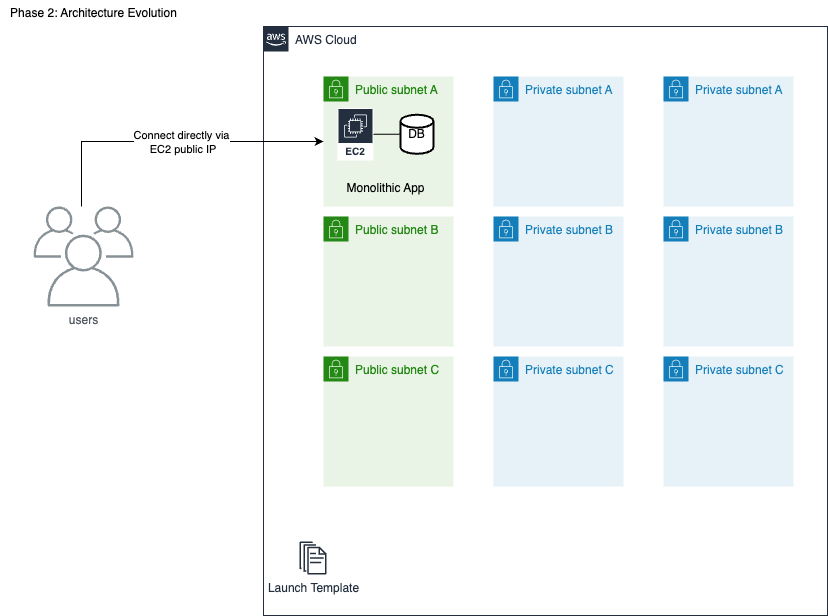 Phase 2: Architecture Evolution
aws
AWS Cloud
Public subnet A
Private subnet A
Private subnet A
Connect directly via
EC2 public IP
DB
EC2
Monolithic App
Public subnet B
Private subnet B
Private subnet B
users
Public subnet C
Private subnet C
Private subnet C
Launch Template